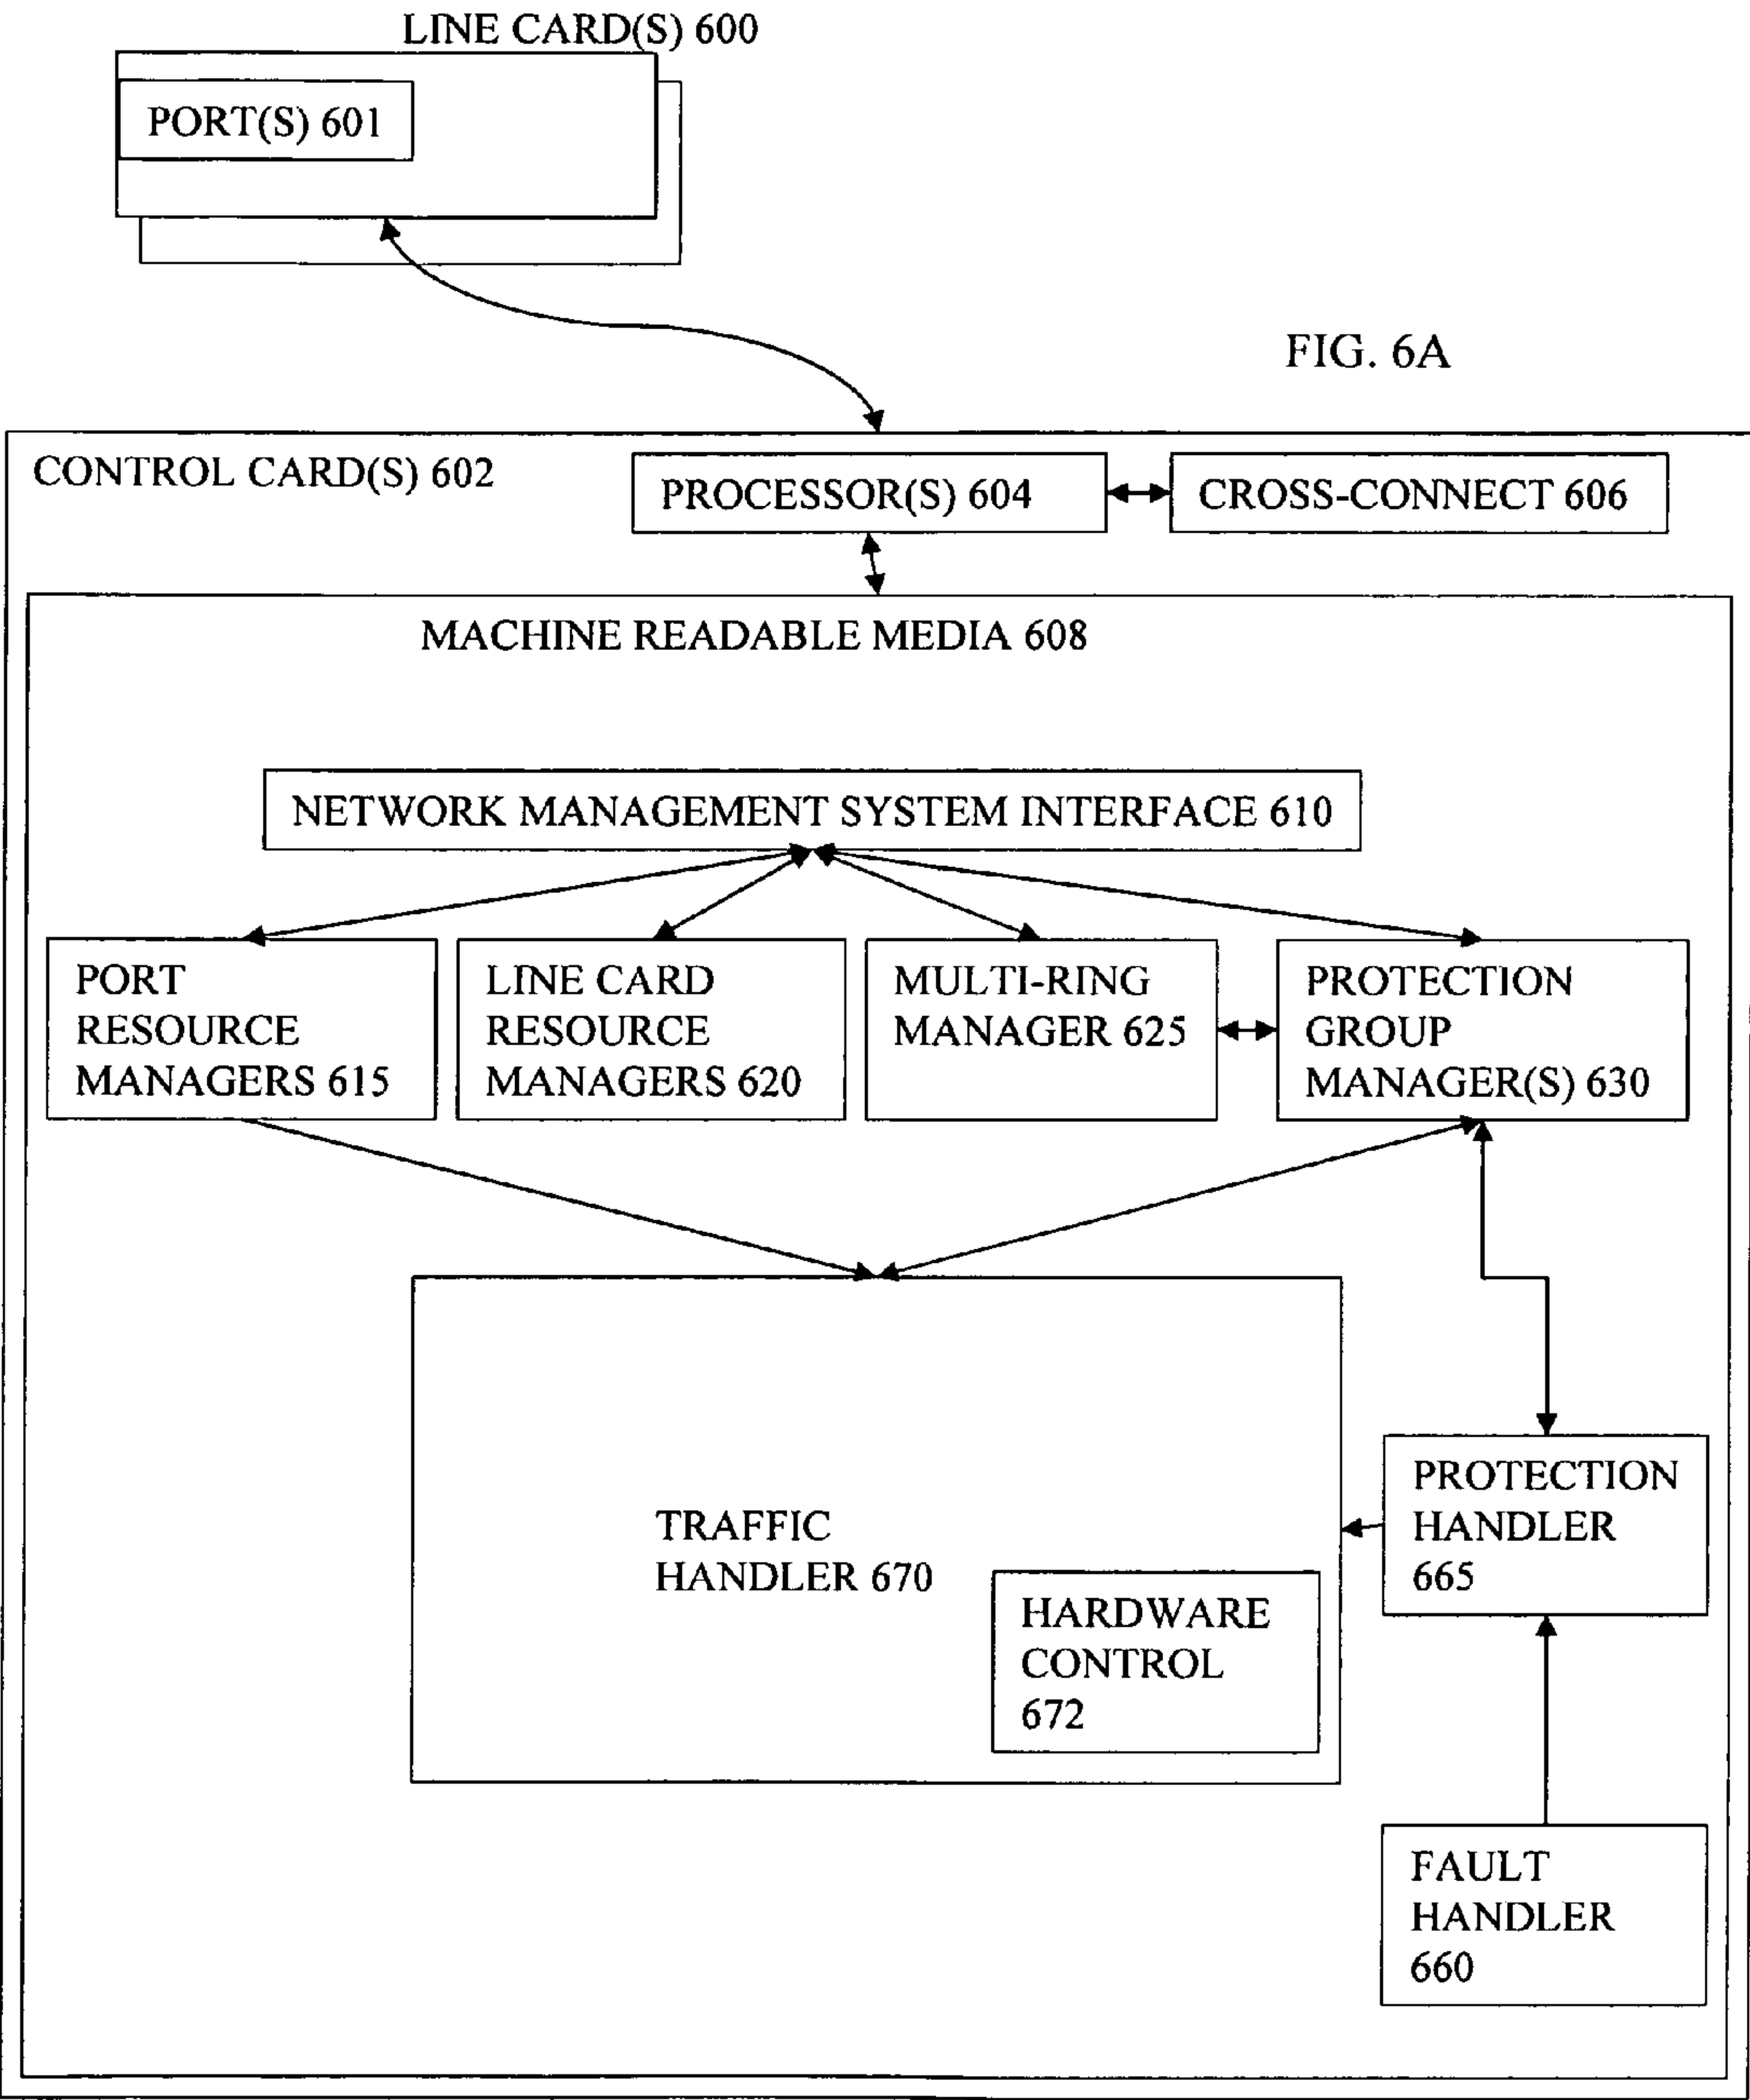 LINE CARD(S) 600
PORT(S) 601
FIG. 6A
CONTROL CARD(S) 602
PROCESSOR(S) 604
CROSS-CONNECT 606
MACHINE READABLE MEDIA 608
NETWORK MANAGEMENT SYSTEM INTERFACE 610
PORT
RESOURCE
MANAGERS 615
LINE CARD
RESOURCE
MANAGERS 620
MULTI-RING
MANAGER 625
PROTECTION
GROUP
MANAGER(S) 630
TRAFFIC
HANDLER 670
HARDWARE
CONTROL
672
PROTECTION
HANDLER
665
FAULT
HANDLER
660